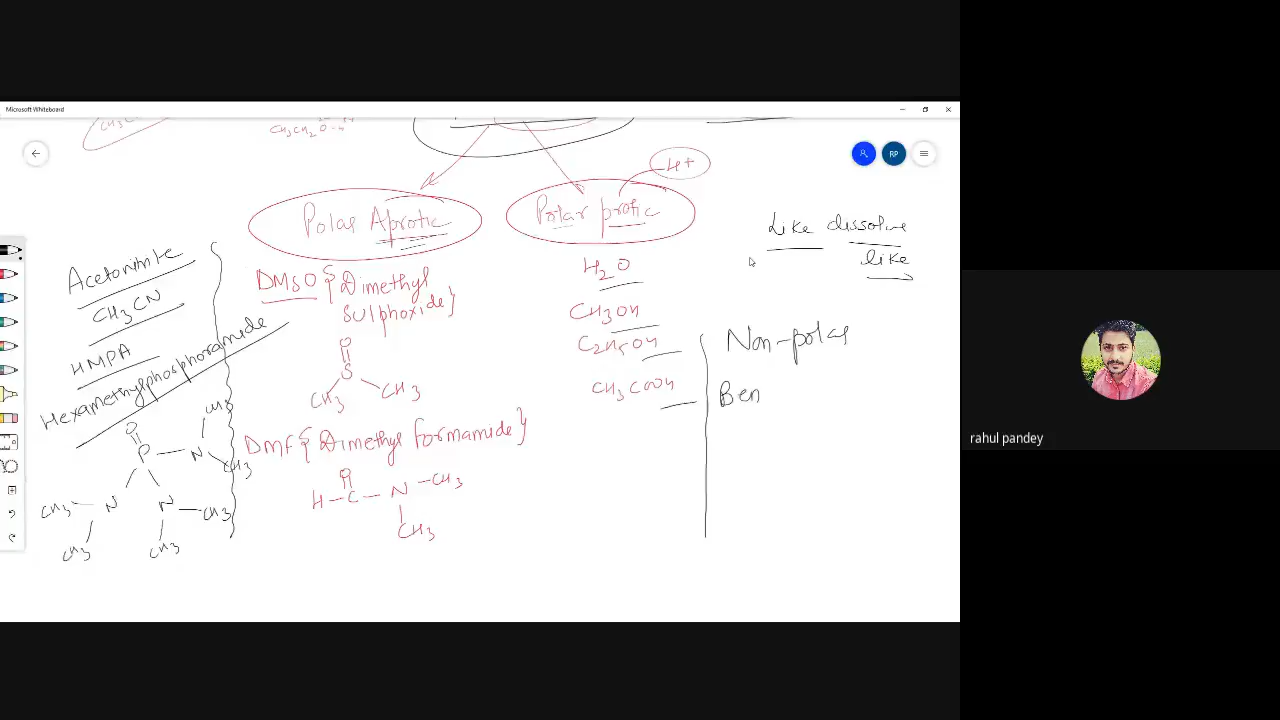 Microsoft Whiteboard
CH3CH2 O-H
RP
H+
Polar Aprotic
Polar protic
Like dissolive
like
Acetonitrile
CH3CN
HMPA
Hexamethylphosphoramide
O
P
N
CH3
CH3
CH3
N
N
CH3
CH3
CH3
DMSO {Dimethyl
Sulphoxide}
O
S
CH3
CH3
DMF {Dimethyl formamide}
O
H - C - N - CH3
CH3
H2O
CH3OH
C2H5OH
CH3COOH
Non-polar
Ben
rahul pandey